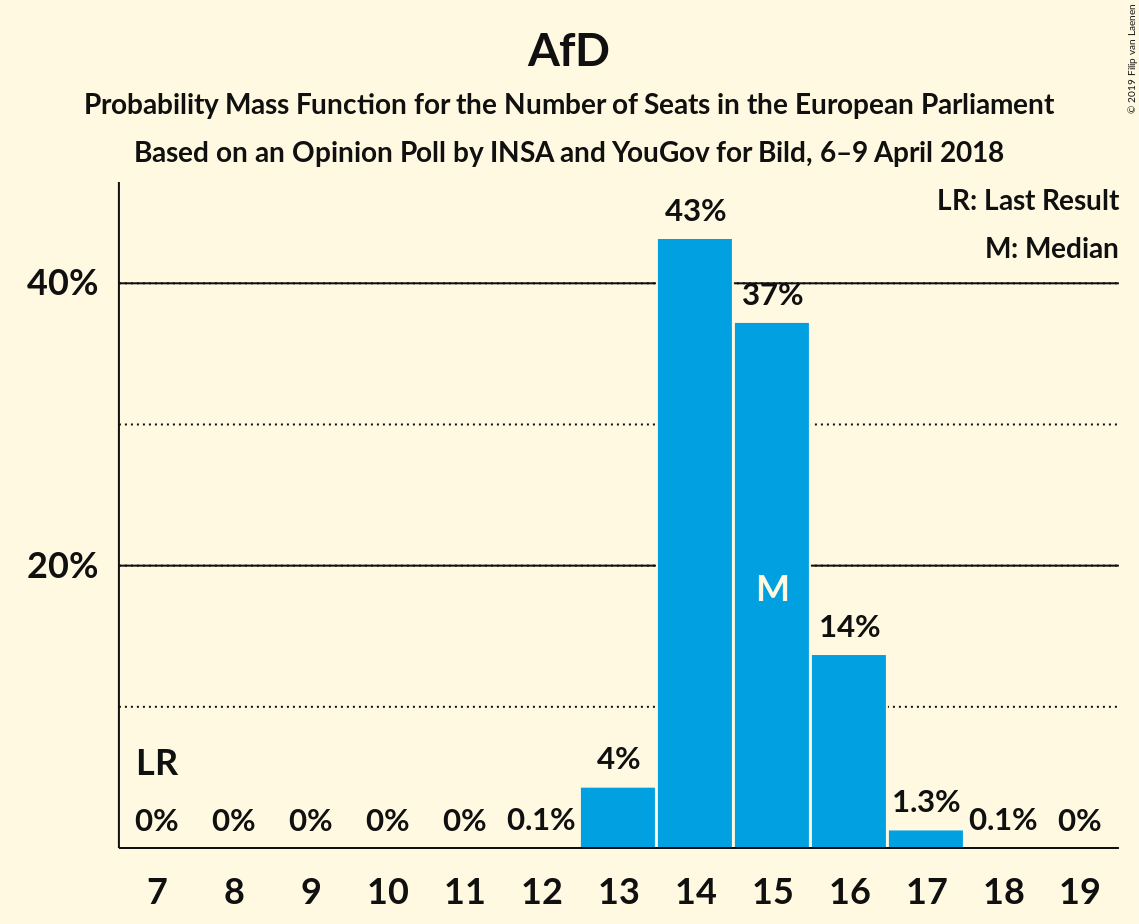 AfD
Probability Mass Function for the Number of Seats in the European Parliament
Based on an Opinion Poll by INSA and YouGov for Bild, 6–9 April 2018
© 2019 Filip van Laenen
LR: Last Result
M: Median
43%
40%
37%
20%
M
14%
LR
4%
1.3%
0%
0%
0%
0%
0%
0.1%
0.1%
0%
7 8 9 10 11 12 13 14 15 16 17 18 19